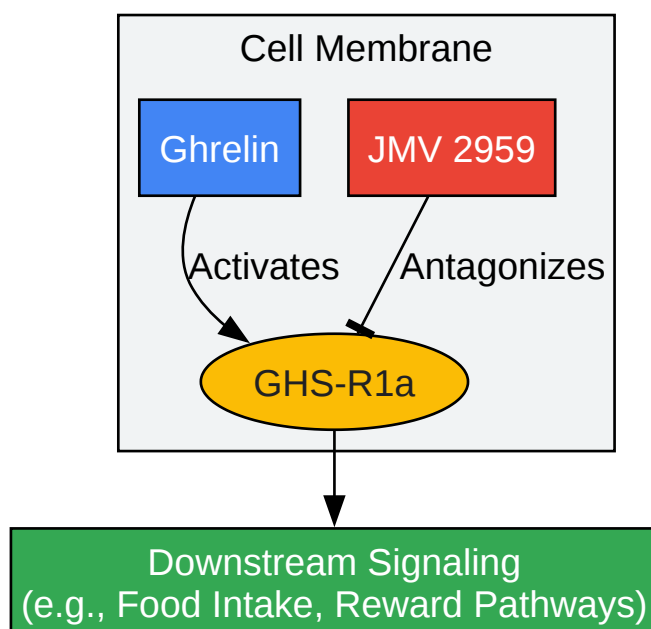 Cell Membrane
Ghrelin
JMV 2959
Activates
Antagonizes
GHS-R1a
Downstream Signaling
(e.g., Food Intake, Reward Pathways)